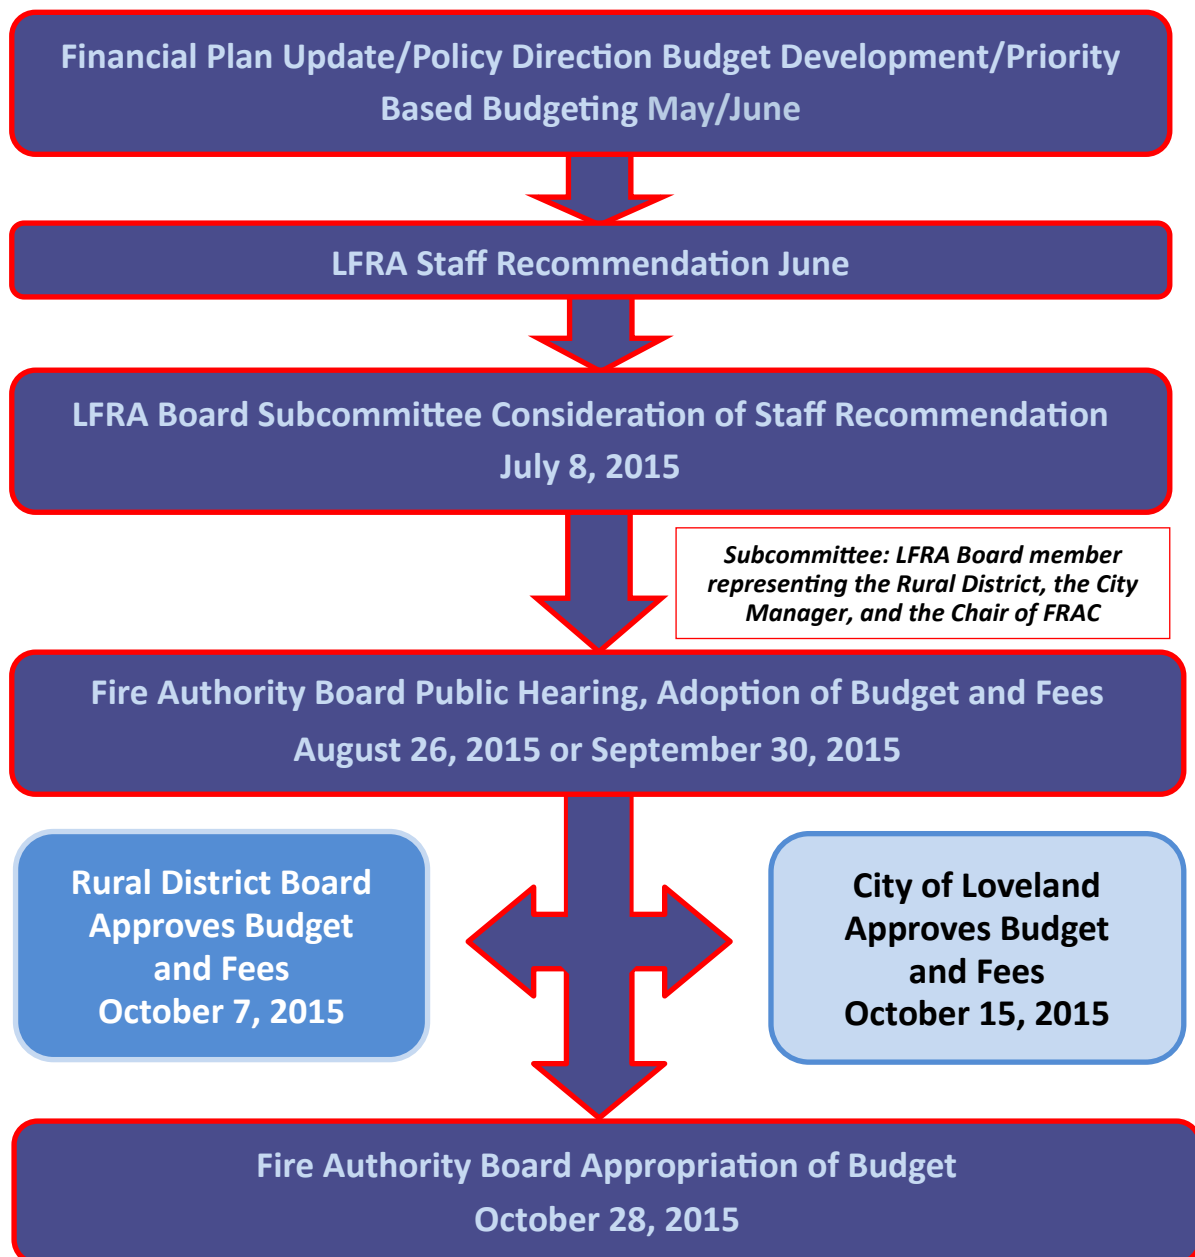 Financial Plan Update/Policy Direction Budget Development/Priority
Based Budgeting May/June
LFRA Staff Recommendation June
LFRA Board Subcommittee Consideration of Staff Recommendation
July 8, 2015
Subcommittee: LFRA Board member
representing the Rural District, the City
Manager, and the Chair of FRAC
Fire Authority Board Public Hearing, Adoption of Budget and Fees
August 26, 2015 or September 30, 2015
Rural District Board
Approves Budget
and Fees
October 7, 2015
City of Loveland
Approves Budget
and Fees
October 15, 2015
Fire Authority Board Appropriation of Budget
October 28, 2015